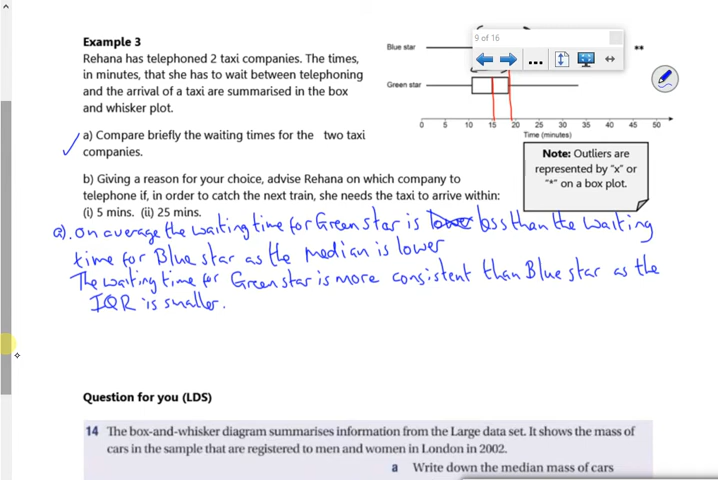 Example 3
Rehana has telephoned 2 taxi companies. The times,
in minutes, that she has to wait between telephoning
and the arrival of a taxi are summarised in the box
and whisker plot.
a) Compare briefly the waiting times for the two taxi
companies.
b) Giving a reason for your choice, advise Rehana on which company to
telephone if, in order to catch the next train, she needs the taxi to arrive within:
(i) 5 mins. (ii) 25 mins.
Blue star
**
9 of 16
Green star
0 5 10 15 20 25 30 35 40 45 50
Time (minutes)
Note: Outliers are
represented by "x" or
"*" on a box plot.
a). On average the waiting time for Green star is lower less than the waiting
time for Blue star as the median is lower
The waiting time for Green star is more consistent than Blue star as the
IQR is smaller.
Question for you (LDS)
14 The box-and-whisker diagram summarises information from the Large data set. It shows the mass of
cars in the sample that are registered to men and women in London in 2002.
a Write down the median mass of cars